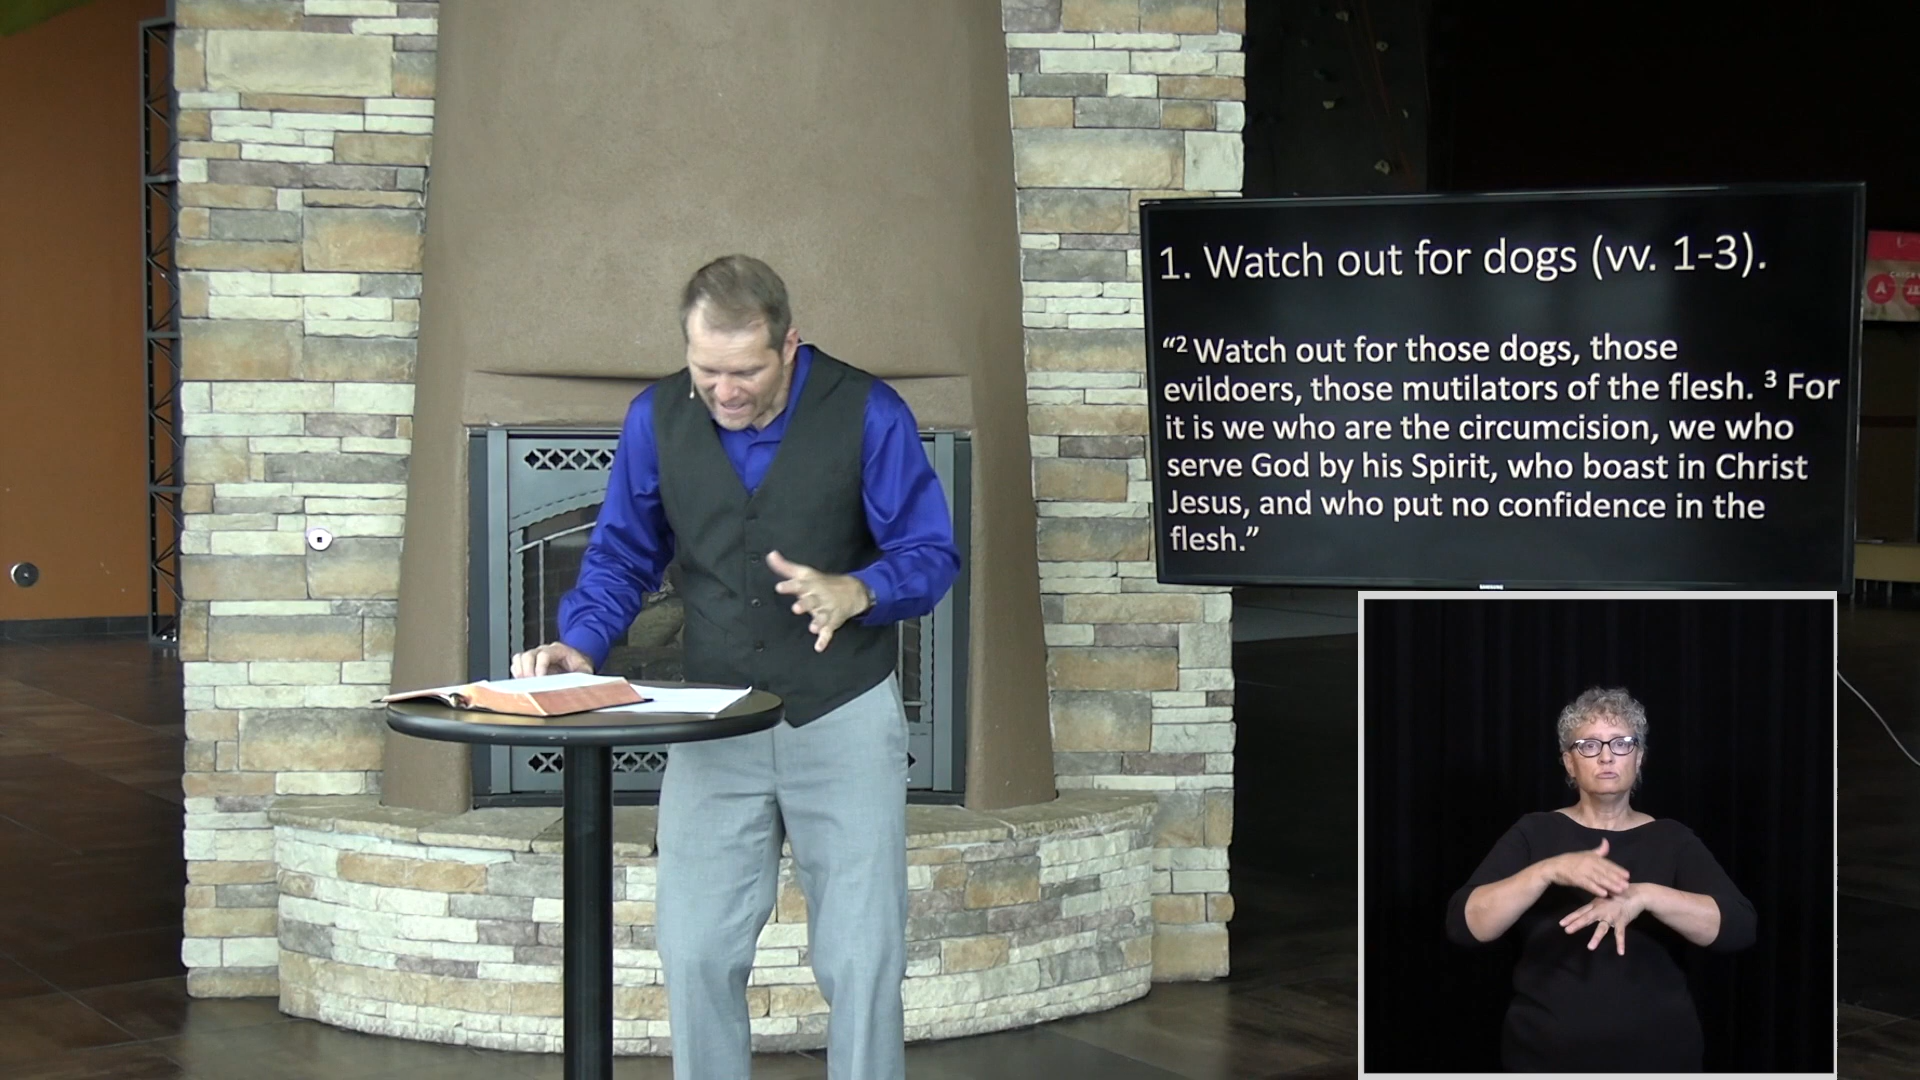 1. Watch out for dogs (vv. 1-3).
“² Watch out for those dogs, those
evildoers, those mutilators of the flesh. ³ For
it is we who are the circumcision, we who
serve God by his Spirit, who boast in Christ
Jesus, and who put no confidence in the
flesh.”
SAMSUNG